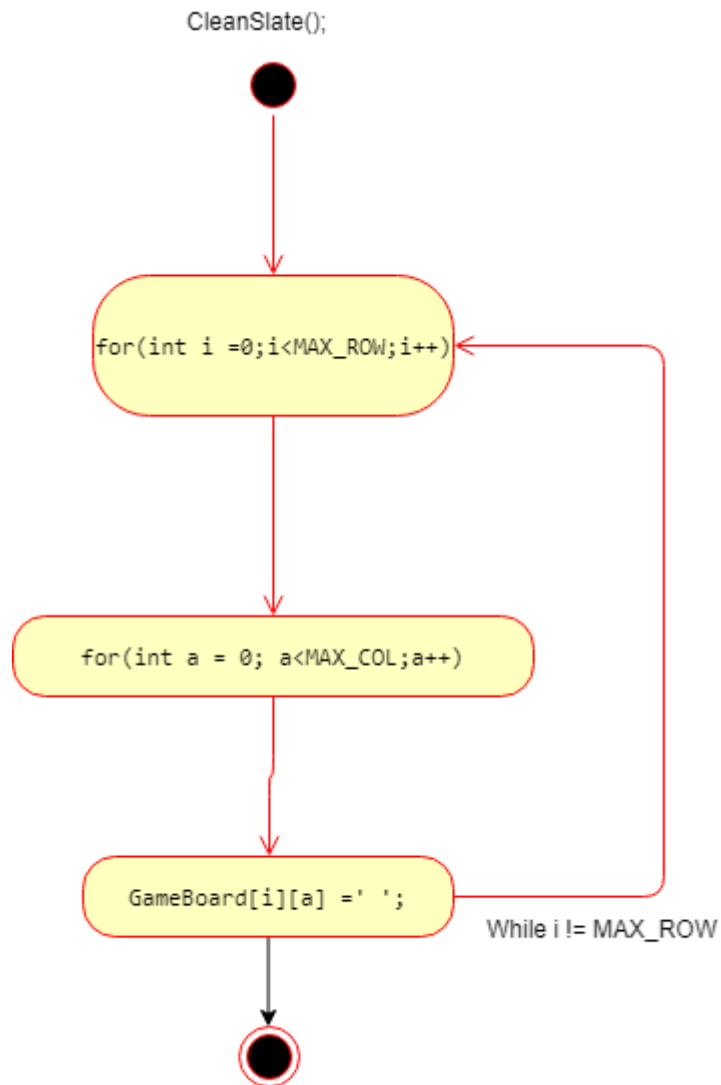 CleanSlate();
for(int i =0;i<MAX_ROW;i++)
for(int a = 0; a<MAX_COL;a++)
GameBoard[i][a] =' ';
While i != MAX_ROW